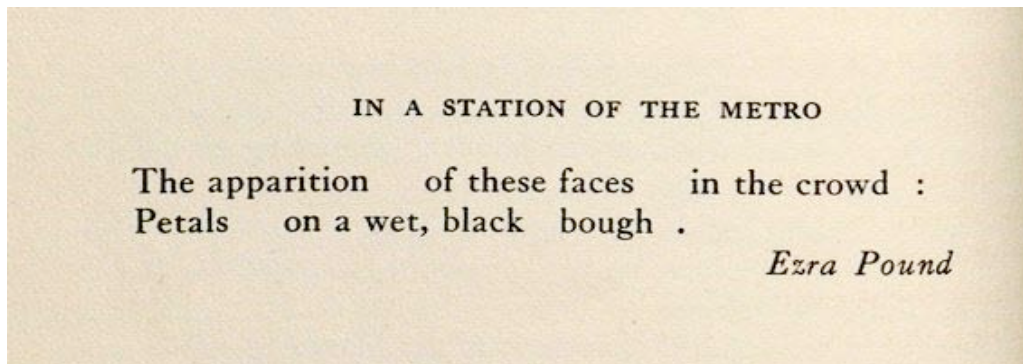 IN A STATION OF THE METRO
The apparition of these faces in the crowd :
Petals on a wet, black bough .
Ezra Pound